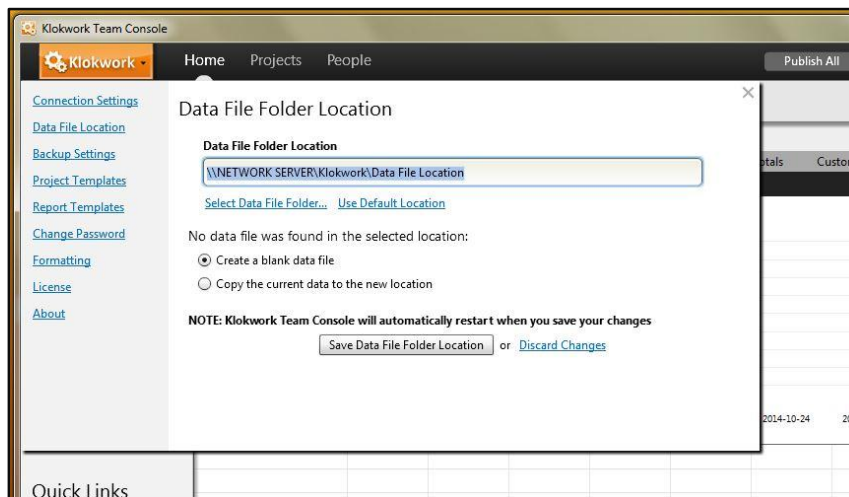 Klokwork Team Console
Klokwork Home Projects People Publish All
Connection Settings
Data File Location
Backup Settings
Project Templates
Report Templates
Change Password
Formatting
License
About
Data File Folder Location
Data File Folder Location
\\NETWORK SERVER\Klokwork\Data File Location
Select Data File Folder... Use Default Location
No data file was found in the selected location:
Create a blank data file
Copy the current data to the new location
NOTE: Klokwork Team Console will automatically restart when you save your changes
Save Data File Folder Location or Discard Changes
2014-10-24
Quick Links